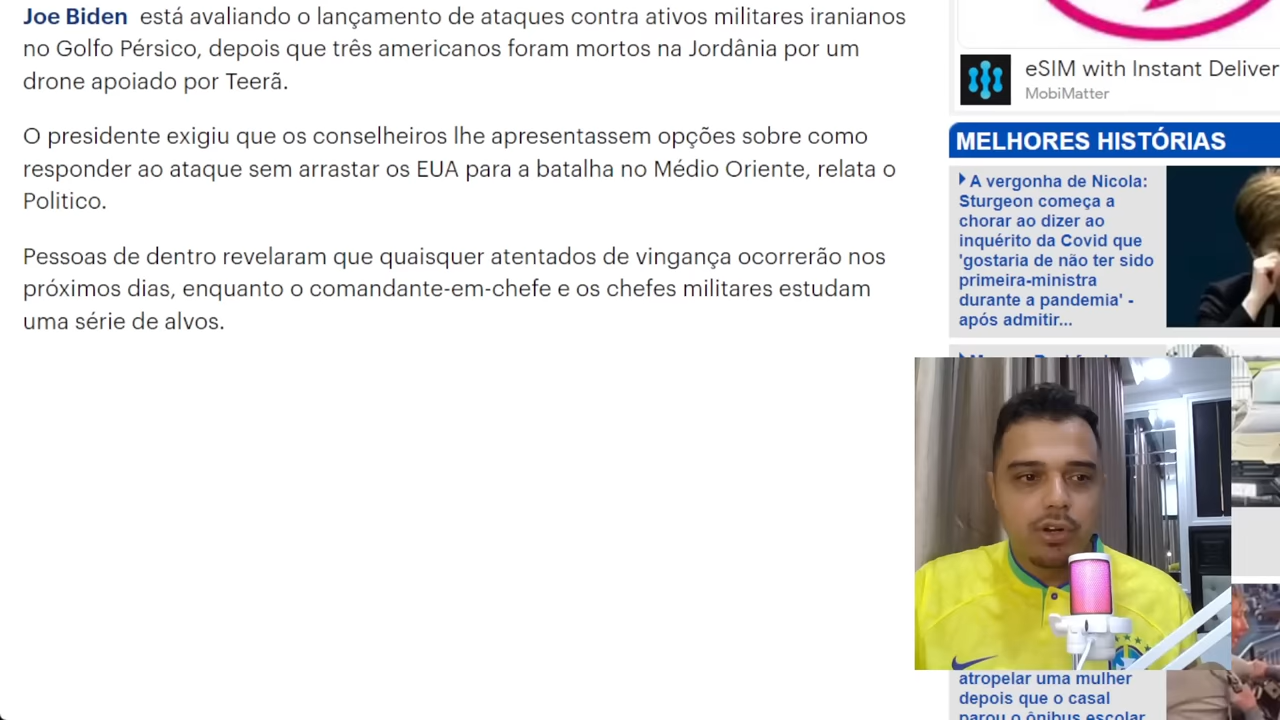 Joe Biden está avaliando o lançamento de ataques contra ativos militares iranianos
no Golfo Pérsico, depois que três americanos foram mortos na Jordânia por um
drone apoiado por Teerã.
O presidente exigiu que os conselheiros lhe apresentassem opções sobre como
responder ao ataque sem arrastar os EUA para a batalha no Médio Oriente, relata o
Politico.
Pessoas de dentro revelaram que quaisquer atentados de vingança ocorrerão nos
próximos dias, enquanto o comandante-em-chefe e os chefes militares estudam
uma série de alvos.
eSIM with Instant Deliver
MobiMatter
MELHORES HISTÓRIAS
A vergonha de Nicola:
Sturgeon começa a
chorar ao dizer ao
inquérito da Covid que
'gostaria de não ter sido
primeira-ministra
durante a pandemia' -
após admitir...
atropelar uma mulher
depois que o casal
parou o ônibus escolar